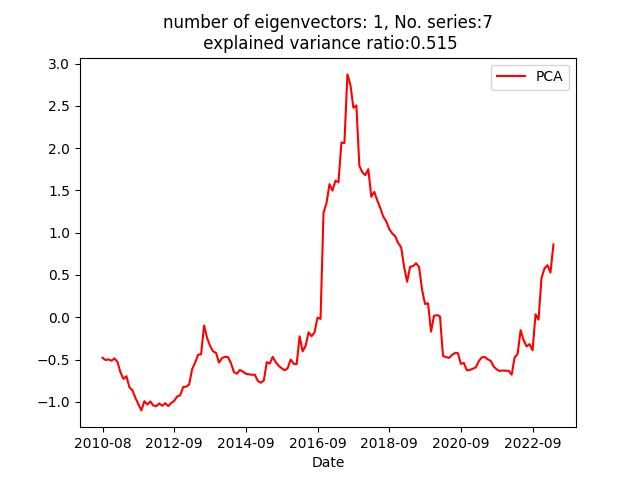 number of eigenvectors: 1, No. series:7
explained variance ratio:0.515
PCA
3.0
2.5
2.0
1.5
1.0
0.5
0.0
−0.5
−1.0
2010-08 2012-09 2014-09 2016-09 2018-09 2020-09 2022-09
Date